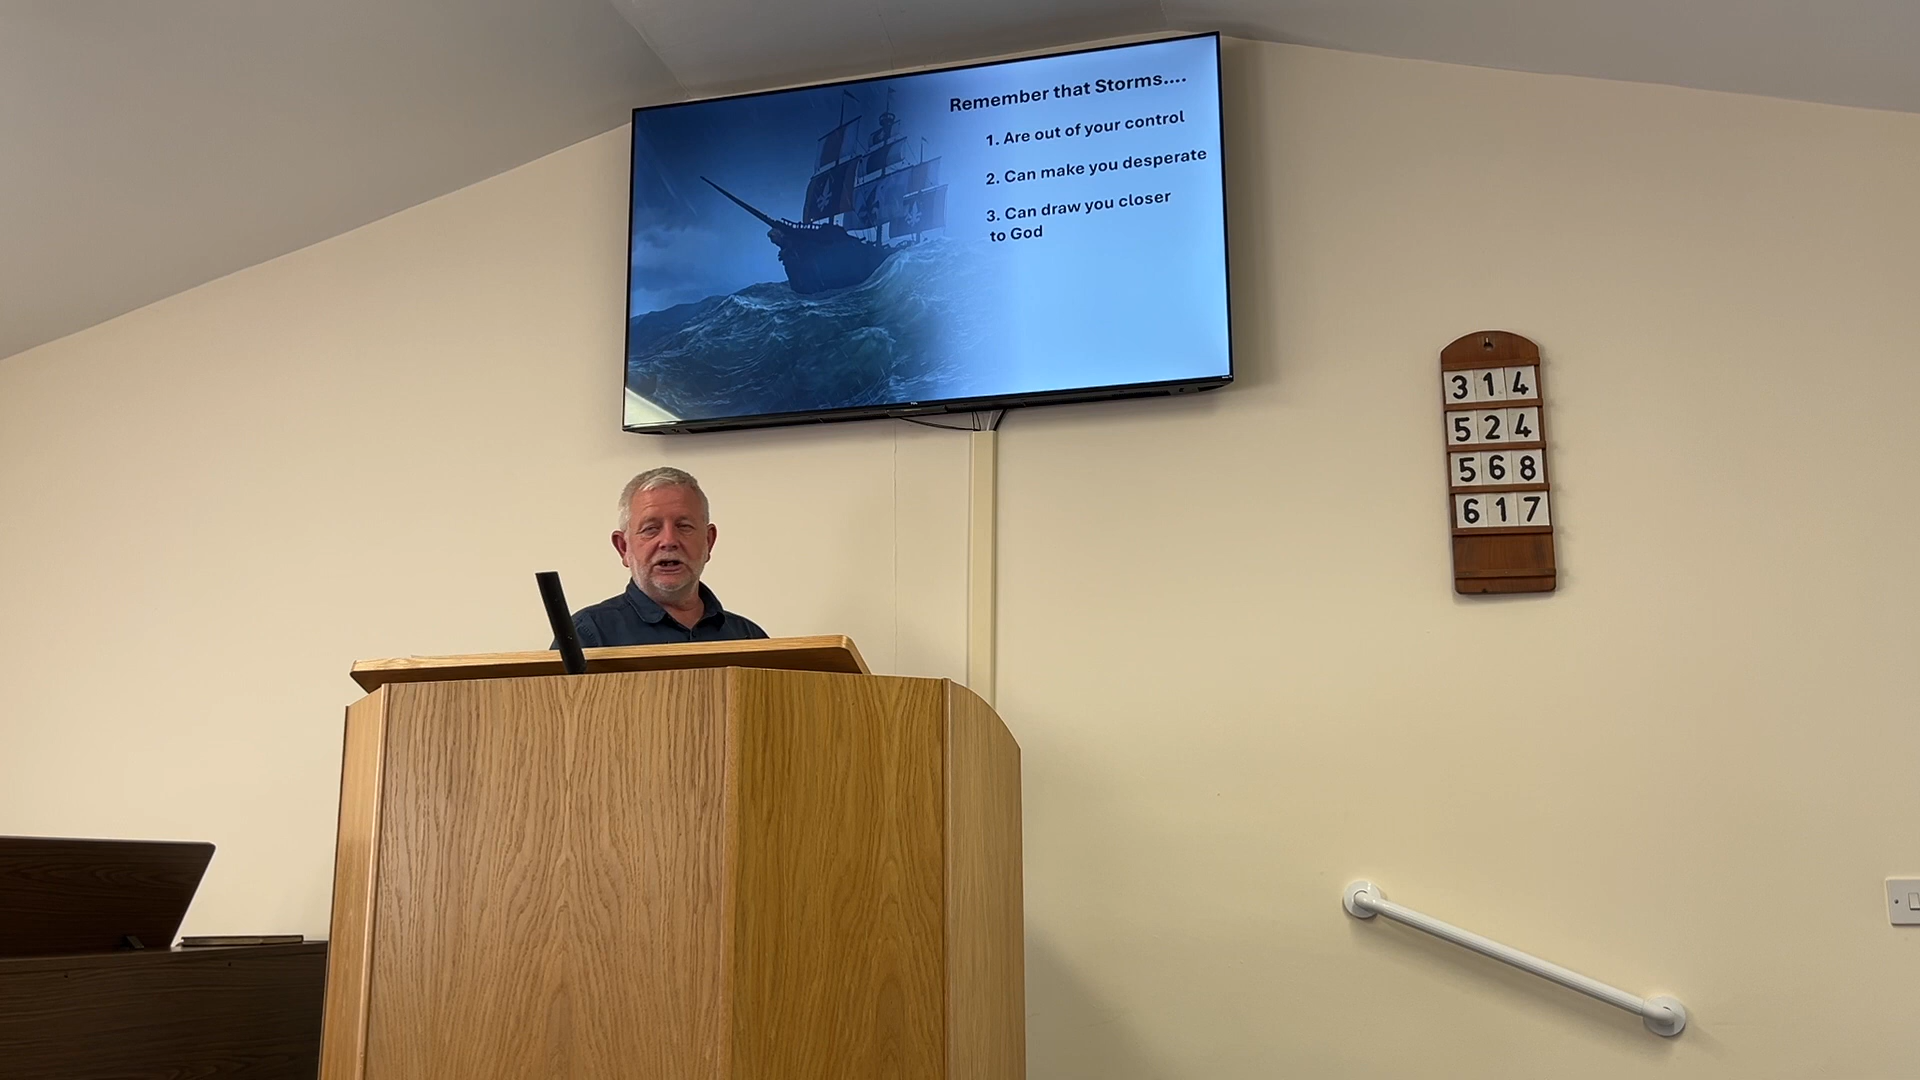 Remember that Storms....
1. Are out of your control
2. Can make you desperate
3. Can draw you closer
to God
314
524
568
617
TCL